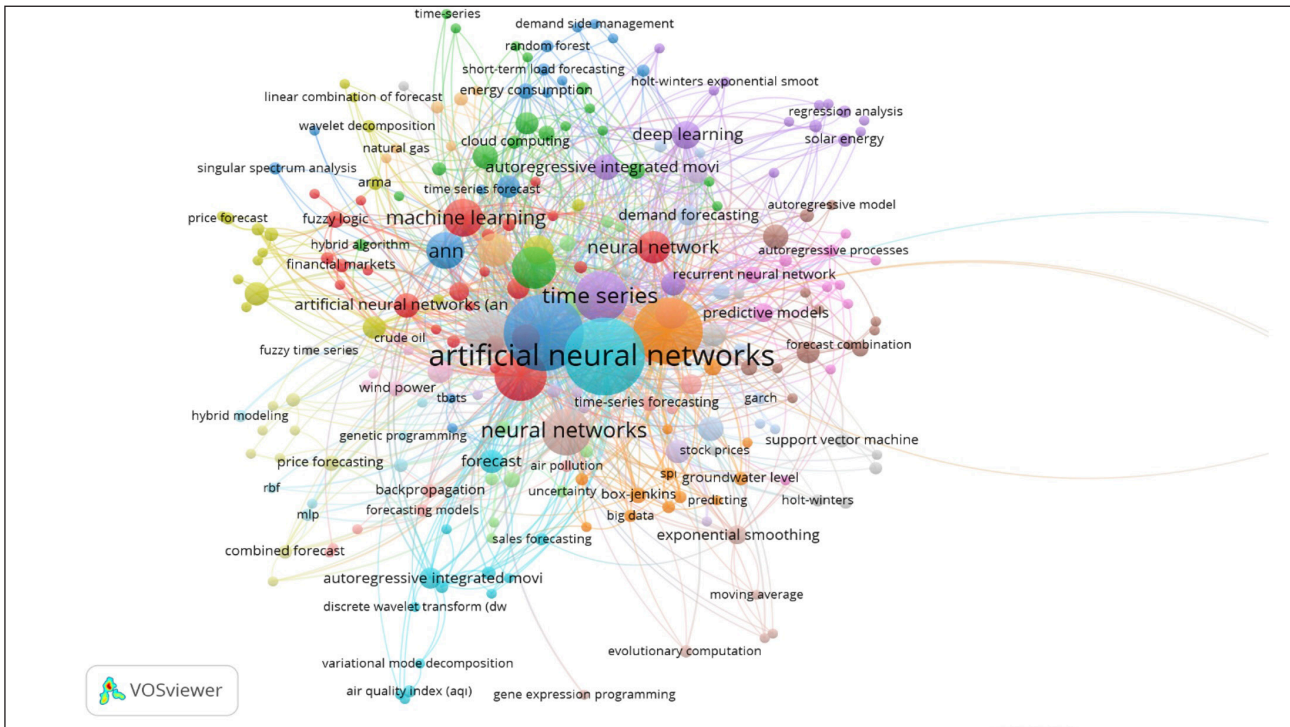 time-series
demand side management
random forest
short-term load forecasting
holt-winters exponential smoot
energy consumption
linear combination of forecast
regression analysis
wavelet decomposition
deep learning
solar energy
cloud computing
natural gas
singular spectrum analysis
autoregressive integrated movi
arma
time series forecast
autoregressive model
price forecast
fuzzy logic
machine learning
demand forecasting
hybrid algorithm
ann
neural network
autoregressive processes
financial markets
recurrent neural network
time series
artificial neural networks (an
predictive models
crude oil
fuzzy time series
artificial neural networks
forecast combination
wind power
tbats
time-series forecasting
garch
hybrid modeling
genetic programming
neural networks
support vector machine
stock prices
price forecasting
forecast
air pollution
spi
groundwater level
rbf
backpropagation
uncertainty
box-jenkins
predicting
holt-winters
mlp
forecasting models
big data
combined forecast
sales forecasting
exponential smoothing
autoregressive integrated movi
moving average
discrete wavelet transform (dw
evolutionary computation
variational mode decomposition
air quality index (aqı)
gene expression programming
VOSviewer